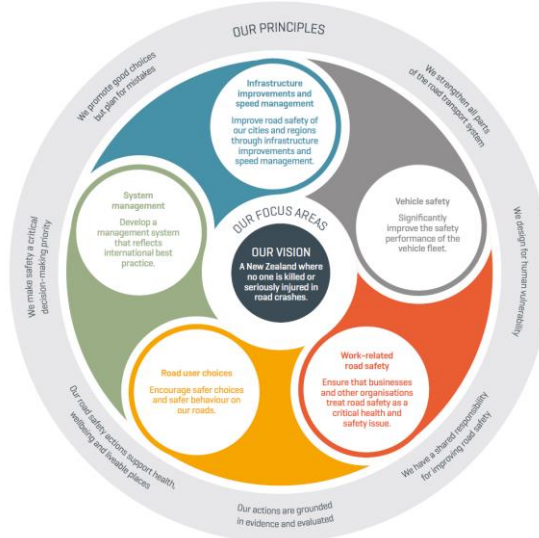 OUR PRINCIPLES
We promote good choices
but plan for mistakes
We strengthen all parts
of the road transport system
We design for human vulnerability
We have a shared responsibility
for improving road safety
Our actions are grounded
in evidence and evaluated
Our road safety actions support health,
wellbeing and liveable places
We make safety a critical
decision-making priority
Infrastructure
improvements and
speed management
Improve road safety of
our cities and regions
through infrastructure
improvements and
speed management.
Vehicle safety
Significantly
improve the safety
performance of the
vehicle fleet.
Work-related
road safety
Ensure that businesses
and other organisations
treat road safety as a
critical health and
safety issue.
Road user choices
Encourage safer choices
and safer behaviour on
our roads.
System
management
Develop a
management system
that reflects
international best
practice.
OUR FOCUS AREAS
OUR VISION
A New Zealand where
no one is killed or
seriously injured in
road crashes.